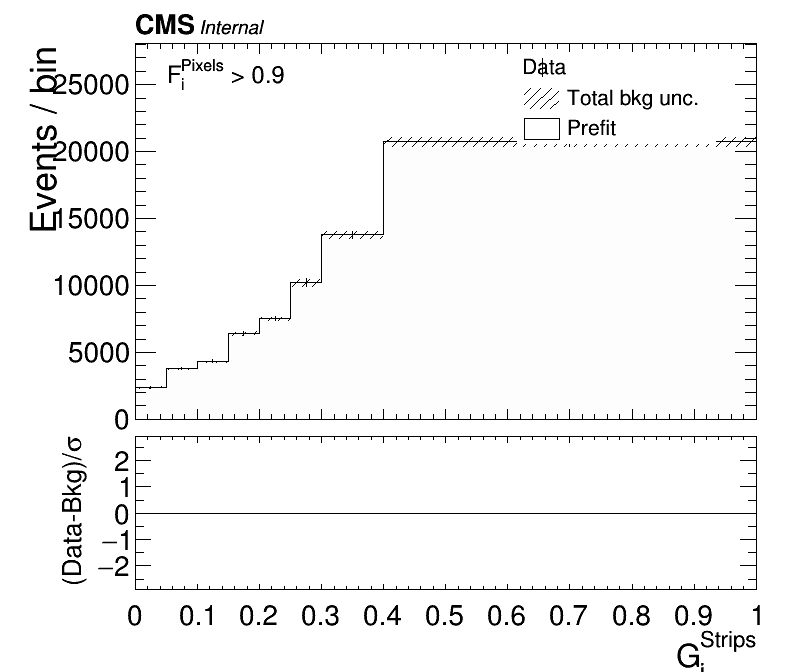 CMS Internal
F_i^Pixels > 0.9
Data
Total bkg unc.
Prefit
Events / bin
25000
20000
15000
10000
5000
0
(Data-Bkg)/σ
2
1
0
−1
−2
0 0.1 0.2 0.3 0.4 0.5 0.6 0.7 0.8 0.9 1
G_i^Strips